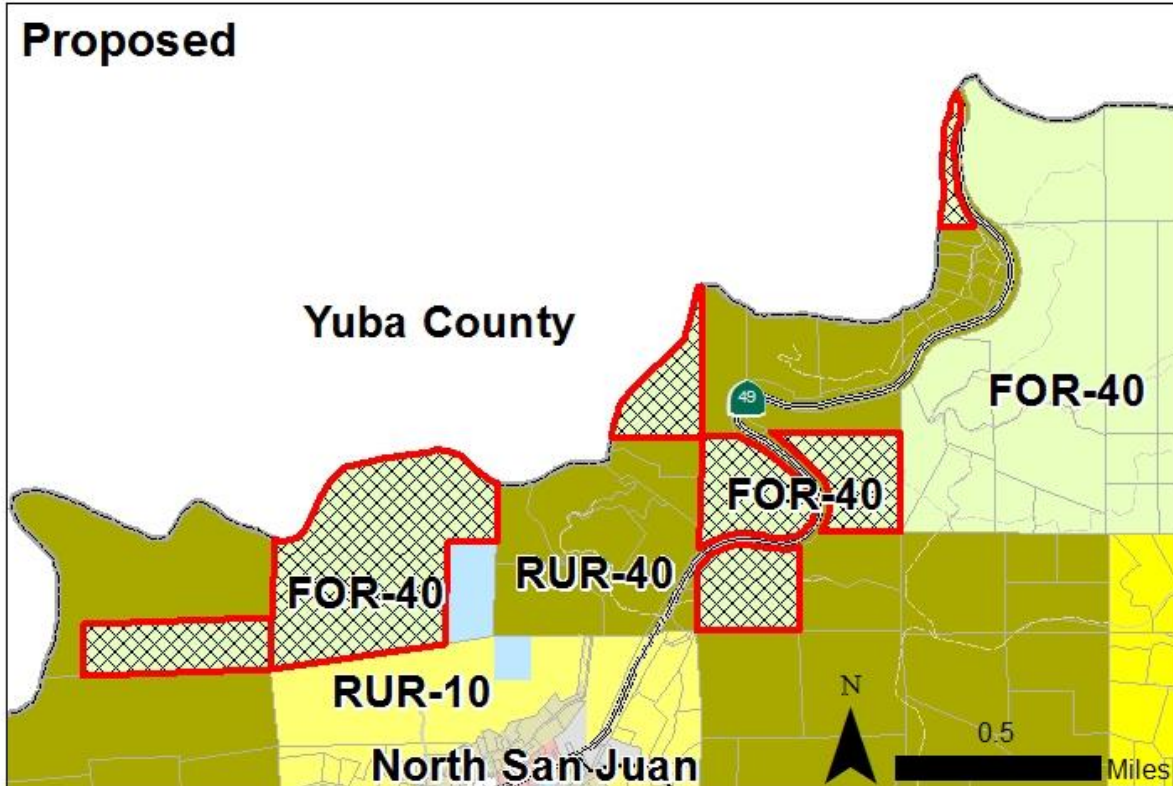 Proposed
Yuba County
49
FOR-40
FOR-40
FOR-40
RUR-40
RUR-10
North San Juan
N
0.5
Miles